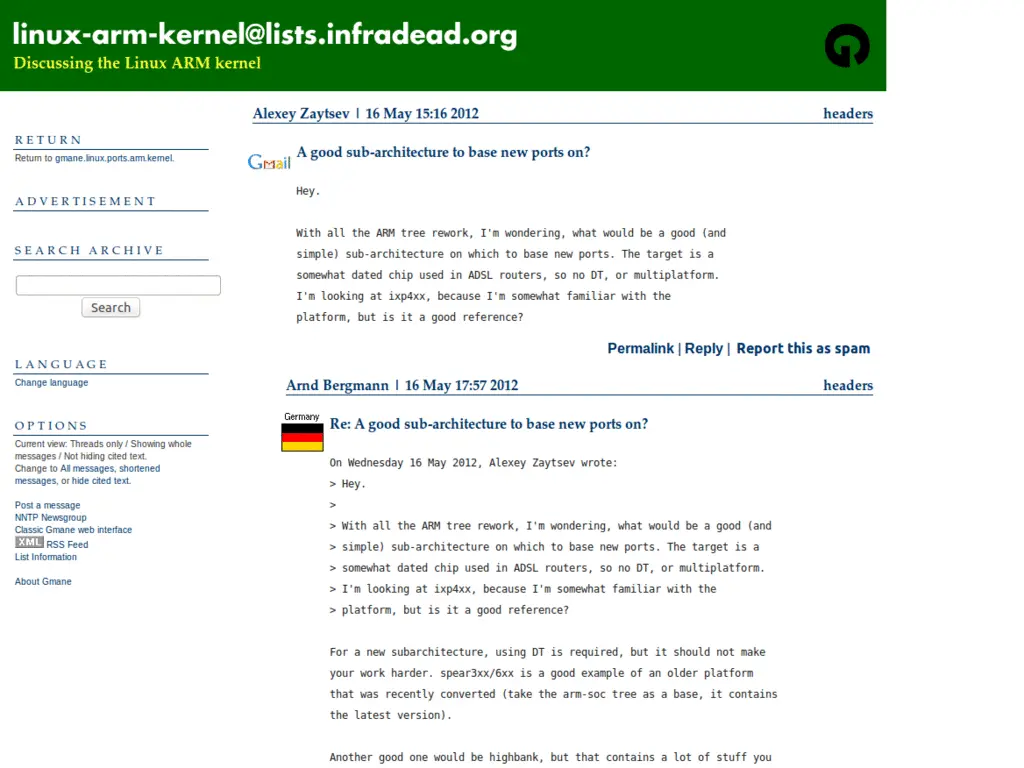 linux-arm-kernel@lists.infradead.org
Discussing the Linux ARM kernel
RETURN
Return to gmane.linux.ports.arm.kernel.
ADVERTISEMENT
SEARCH ARCHIVE
Search
LANGUAGE
Change language
OPTIONS
Current view: Threads only / Showing whole
messages / Not hiding cited text.
Change to All messages, shortened
messages, or hide cited text.
Post a message
NNTP Newsgroup
Classic Gmane web interface
XML RSS Feed
List Information
About Gmane
Alexey Zaytsev | 16 May 15:16 2012 headers
Gmail
A good sub-architecture to base new ports on?
Hey.
With all the ARM tree rework, I'm wondering, what would be a good (and
simple) sub-architecture on which to base new ports. The target is a
somewhat dated chip used in ADSL routers, so no DT, or multiplatform.
I'm looking at ixp4xx, because I'm somewhat familiar with the
platform, but is it a good reference?
Permalink | Reply | Report this as spam
Arnd Bergmann | 16 May 17:57 2012 headers
Germany
Re: A good sub-architecture to base new ports on?
On Wednesday 16 May 2012, Alexey Zaytsev wrote:
> Hey.
>
> With all the ARM tree rework, I'm wondering, what would be a good (and
> simple) sub-architecture on which to base new ports. The target is a
> somewhat dated chip used in ADSL routers, so no DT, or multiplatform.
> I'm looking at ixp4xx, because I'm somewhat familiar with the
> platform, but is it a good reference?
For a new subarchitecture, using DT is required, but it should not make
your work harder. spear3xx/6xx is a good example of an older platform
that was recently converted (take the arm-soc tree as a base, it contains
the latest version).
Another good one would be highbank, but that contains a lot of stuff you